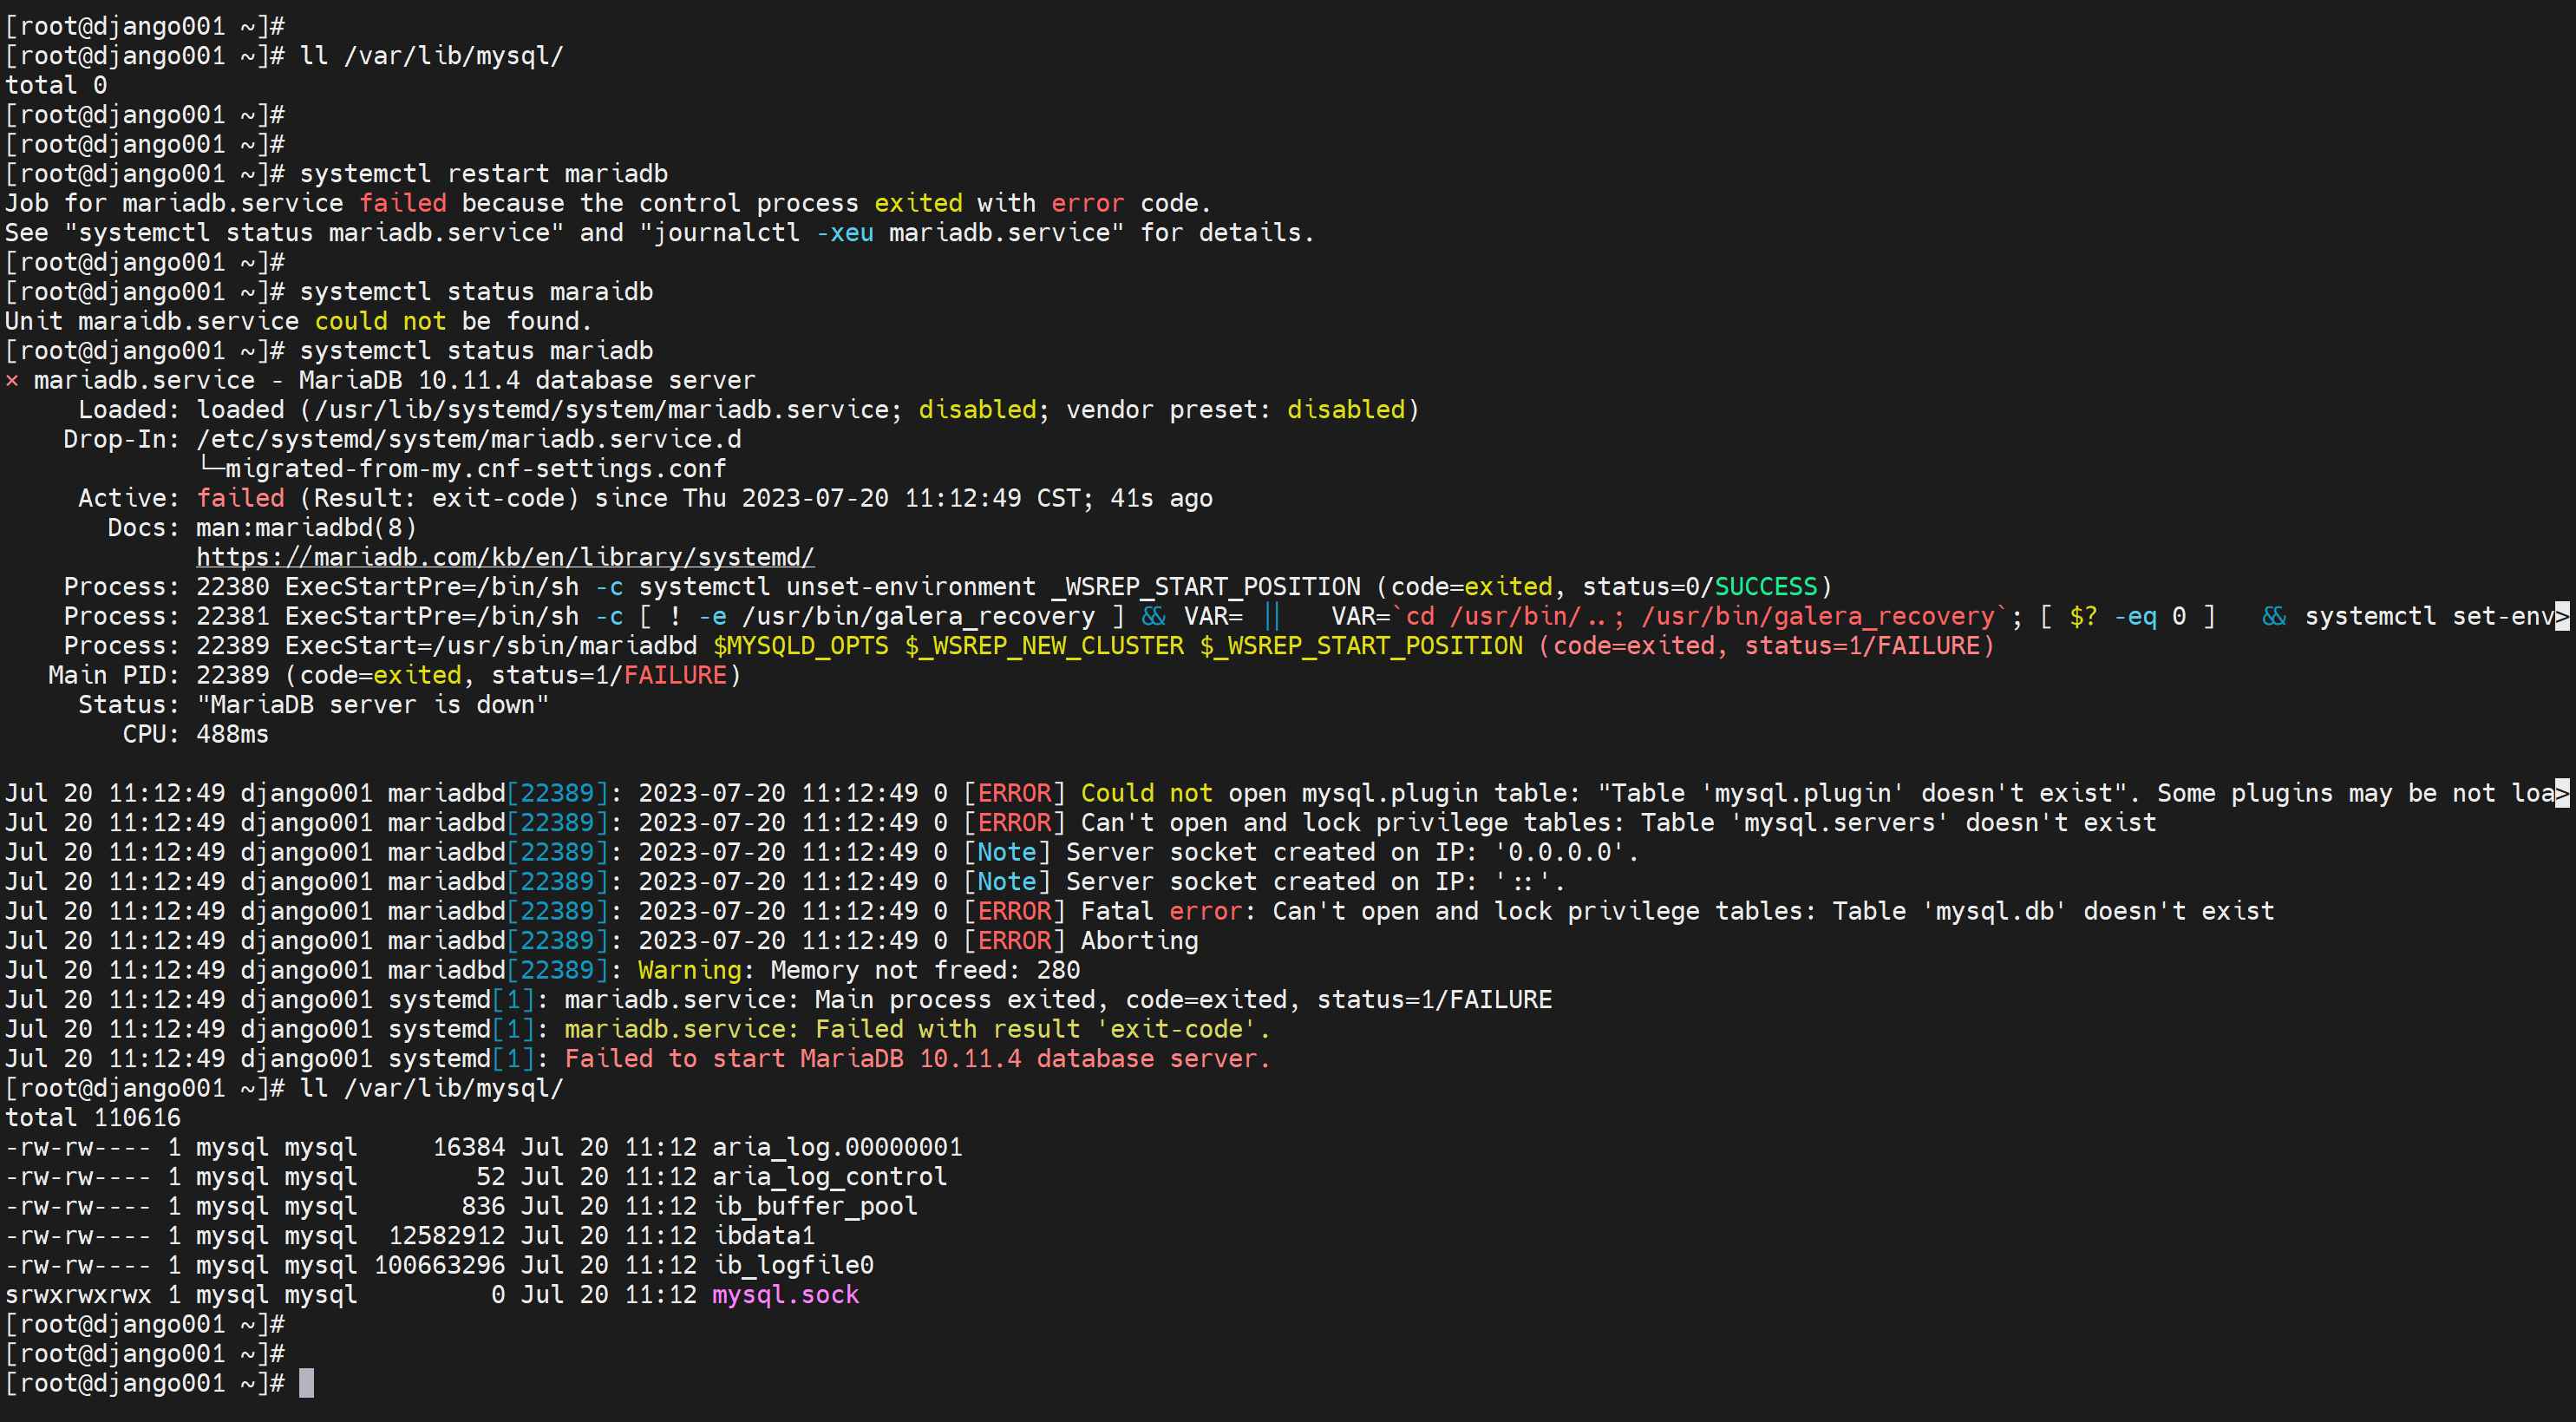 [root@django001 ~]#
[root@django001 ~]# ll /var/lib/mysql/
total 0
[root@django001 ~]#
[root@django001 ~]#
[root@django001 ~]# systemctl restart mariadb
Job for mariadb.service failed because the control process exited with error code.
See "systemctl status mariadb.service" and "journalctl -xeu mariadb.service" for details.
[root@django001 ~]#
[root@django001 ~]# systemctl status maraidb
Unit maraidb.service could not be found.
[root@django001 ~]# systemctl status mariadb
× mariadb.service - MariaDB 10.11.4 database server
     Loaded: loaded (/usr/lib/systemd/system/mariadb.service; disabled; vendor preset: disabled)
    Drop-In: /etc/systemd/system/mariadb.service.d
             └─migrated-from-my.cnf-settings.conf
     Active: failed (Result: exit-code) since Thu 2023-07-20 11:12:49 CST; 41s ago
       Docs: man:mariadbd(8)
             https://mariadb.com/kb/en/library/systemd/
    Process: 22380 ExecStartPre=/bin/sh -c systemctl unset-environment _WSREP_START_POSITION (code=exited, status=0/SUCCESS)
    Process: 22381 ExecStartPre=/bin/sh -c [ ! -e /usr/bin/galera_recovery ] && VAR= ||   VAR=`cd /usr/bin/..; /usr/bin/galera_recovery`; [ $? -eq 0 ]   && systemctl set-env>
    Process: 22389 ExecStart=/usr/sbin/mariadbd $MYSQLD_OPTS $_WSREP_NEW_CLUSTER $_WSREP_START_POSITION (code=exited, status=1/FAILURE)
   Main PID: 22389 (code=exited, status=1/FAILURE)
     Status: "MariaDB server is down"
        CPU: 488ms

Jul 20 11:12:49 django001 mariadbd[22389]: 2023-07-20 11:12:49 0 [ERROR] Could not open mysql.plugin table: "Table 'mysql.plugin' doesn't exist". Some plugins may be not loa>
Jul 20 11:12:49 django001 mariadbd[22389]: 2023-07-20 11:12:49 0 [ERROR] Can't open and lock privilege tables: Table 'mysql.servers' doesn't exist
Jul 20 11:12:49 django001 mariadbd[22389]: 2023-07-20 11:12:49 0 [Note] Server socket created on IP: '0.0.0.0'.
Jul 20 11:12:49 django001 mariadbd[22389]: 2023-07-20 11:12:49 0 [Note] Server socket created on IP: '::'.
Jul 20 11:12:49 django001 mariadbd[22389]: 2023-07-20 11:12:49 0 [ERROR] Fatal error: Can't open and lock privilege tables: Table 'mysql.db' doesn't exist
Jul 20 11:12:49 django001 mariadbd[22389]: 2023-07-20 11:12:49 0 [ERROR] Aborting
Jul 20 11:12:49 django001 mariadbd[22389]: Warning: Memory not freed: 280
Jul 20 11:12:49 django001 systemd[1]: mariadb.service: Main process exited, code=exited, status=1/FAILURE
Jul 20 11:12:49 django001 systemd[1]: mariadb.service: Failed with result 'exit-code'.
Jul 20 11:12:49 django001 systemd[1]: Failed to start MariaDB 10.11.4 database server.
[root@django001 ~]# ll /var/lib/mysql/
total 110616
-rw-rw---- 1 mysql mysql     16384 Jul 20 11:12 aria_log.00000001
-rw-rw---- 1 mysql mysql        52 Jul 20 11:12 aria_log_control
-rw-rw---- 1 mysql mysql       836 Jul 20 11:12 ib_buffer_pool
-rw-rw---- 1 mysql mysql  12582912 Jul 20 11:12 ibdata1
-rw-rw---- 1 mysql mysql 100663296 Jul 20 11:12 ib_logfile0
srwxrwxrwx 1 mysql mysql         0 Jul 20 11:12 mysql.sock
[root@django001 ~]#
[root@django001 ~]#
[root@django001 ~]#